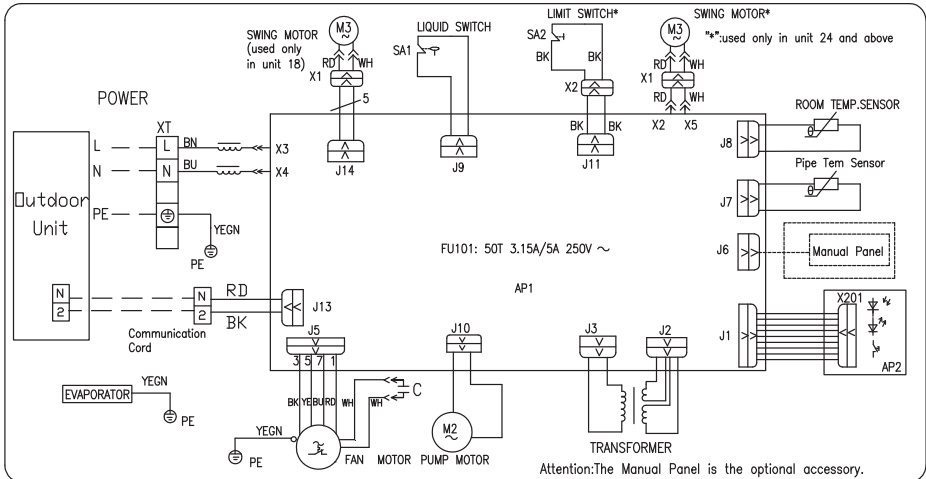 SWING MOTOR
(used only
in unit 18)
M3
~
RD WH
X1
5
J14
LIQUID SWITCH
SA1
J9
LIMIT SWITCH*
SA2
BK BK
X2
BK BK
J11
SWING MOTOR*
M3
~
"*":used only in unit 24 and above
RD WH
X1
RD WH
X2 X5
POWER
XT
L L BN X3
N N BU X4
PE
YEGN
PE
Outdoor
Unit
N N RD
2 2 BK
J13
Communication
Cord
ROOM TEMP.SENSOR
J8
θ
Pipe Tem Sensor
J7
θ
J6
Manual Panel
FU101: 50T 3.15A/5A 250V ~
AP1
J1
X201
AP2
J5
3 5 7 1
BK YE BU RD WH WH
C
YEGN
PE
FAN MOTOR
J10
M2
~
PUMP MOTOR
J3 J2
TRANSFORMER
EVAPORATOR
YEGN
PE
Attention:The Manual Panel is the optional accessory.